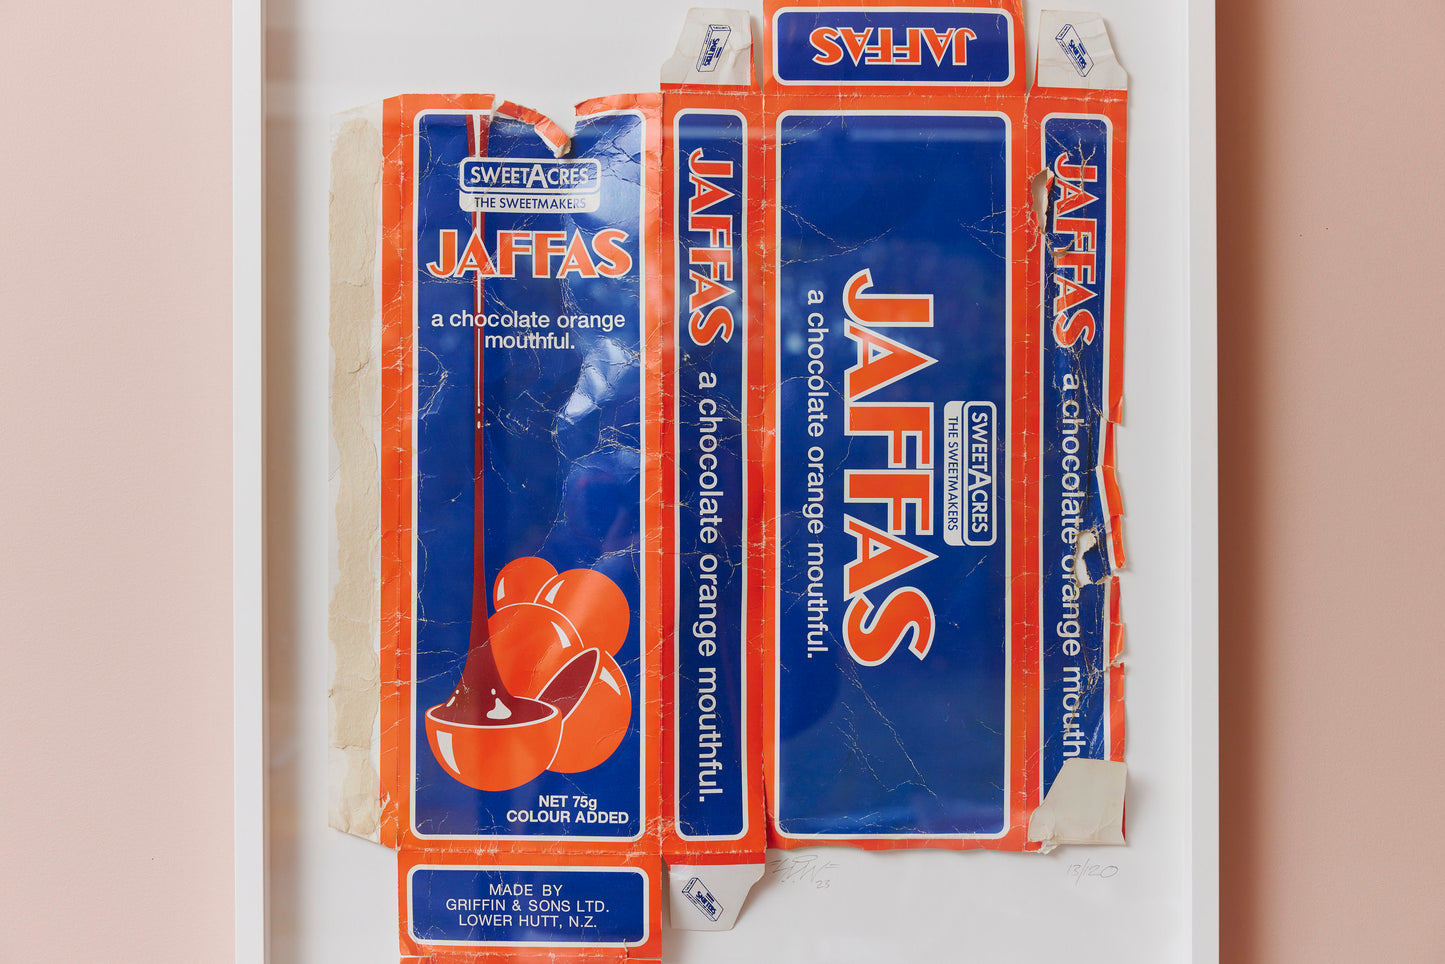 JAFFAS
SWEETACRES
THE SWEETMAKERS
JAFFAS
a chocolate orange
mouthful.
NET 75g
COLOUR ADDED
MADE BY
GRIFFIN & SONS LTD.
LOWER HUTT, N.Z.
JAFFAS a chocolate orange mouthful.
SWEETACRES
THE SWEETMAKERS
JAFFAS
a chocolate orange mouthful.
JAFFAS a chocolate orange mouth
23
13/120